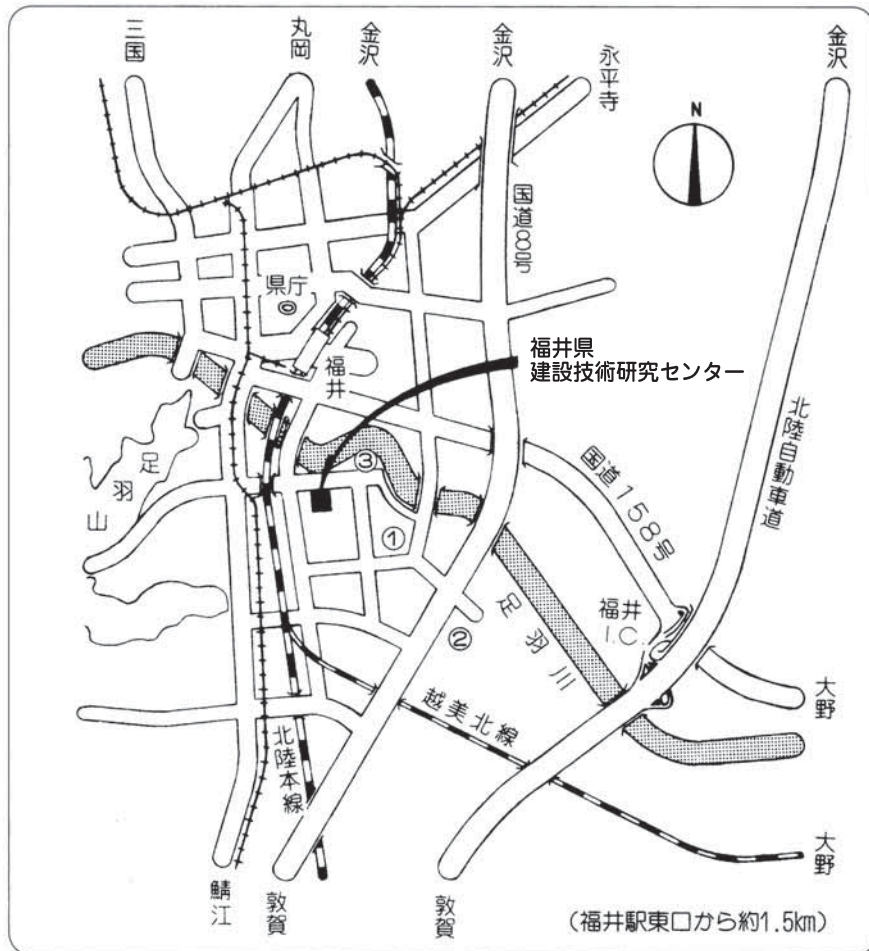 三国
丸岡
金沢
金沢
永平寺
金沢
N
国道8号
県庁
福井
福井県
建設技術研究センター
北陸自動車道
足羽山
③
国道158号
①
②
足羽川
福井
I.C.
大野
越美北線
北陸本線
大野
鯖江
敦賀
敦賀
(福井駅東口から約1.5km)